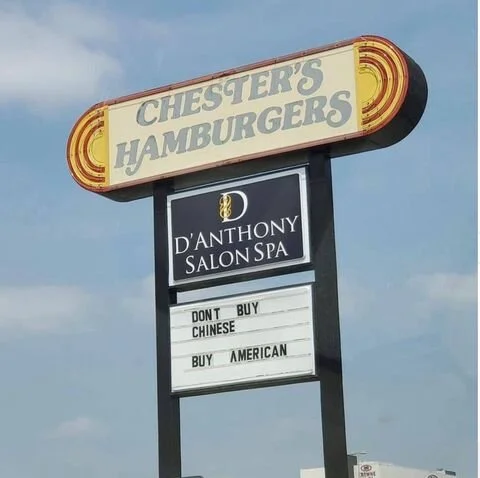 CHESTER'S
HAMBURGERS
D
D'ANTHONY
SALON SPA
DONT BUY
CHINESE
BUY AMERICAN